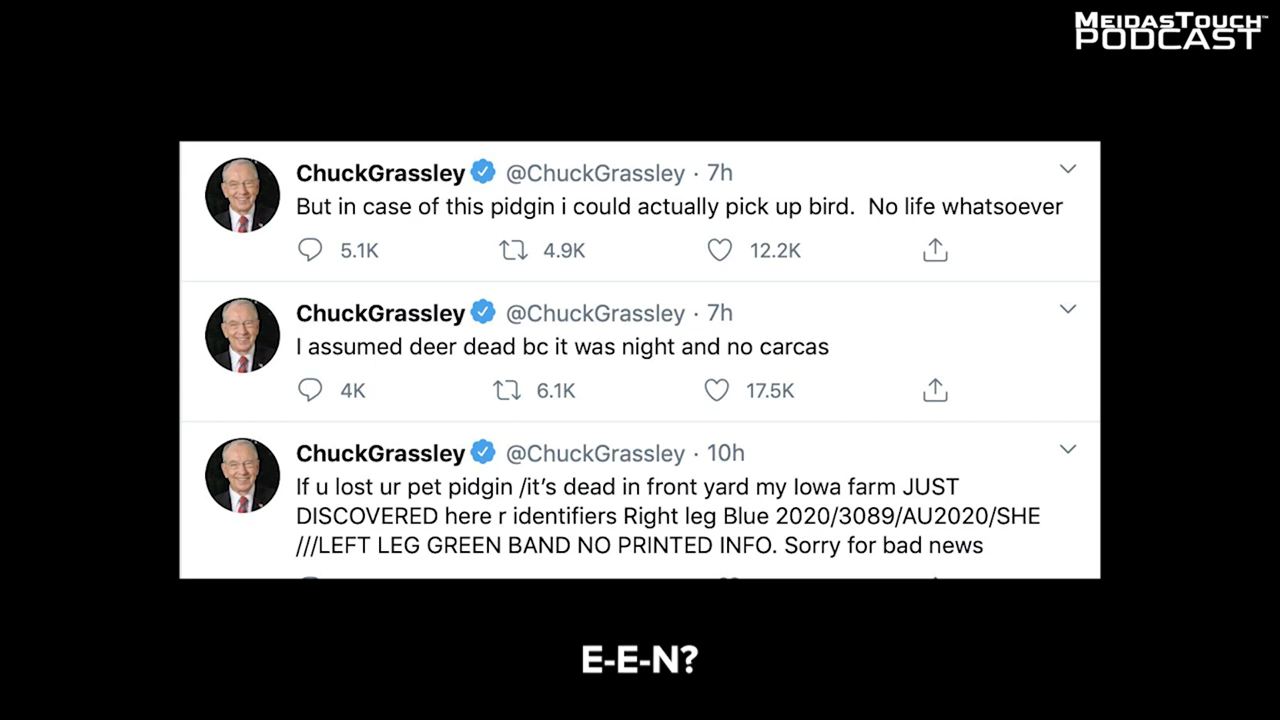 MEIDASTOUCH™
PODCAST
ChuckGrassley @ChuckGrassley · 7h
But in case of this pidgin i could actually pick up bird.  No life whatsoever
5.1K 4.9K 12.2K
ChuckGrassley @ChuckGrassley · 7h
I assumed deer dead bc it was night and no carcas
4K 6.1K 17.5K
ChuckGrassley @ChuckGrassley · 10h
If u lost ur pet pidgin /it’s dead in front yard my Iowa farm JUST
DISCOVERED here r identifiers Right leg Blue 2020/3089/AU2020/SHE
///LEFT LEG GREEN BAND NO PRINTED INFO. Sorry for bad news
E-E-N?